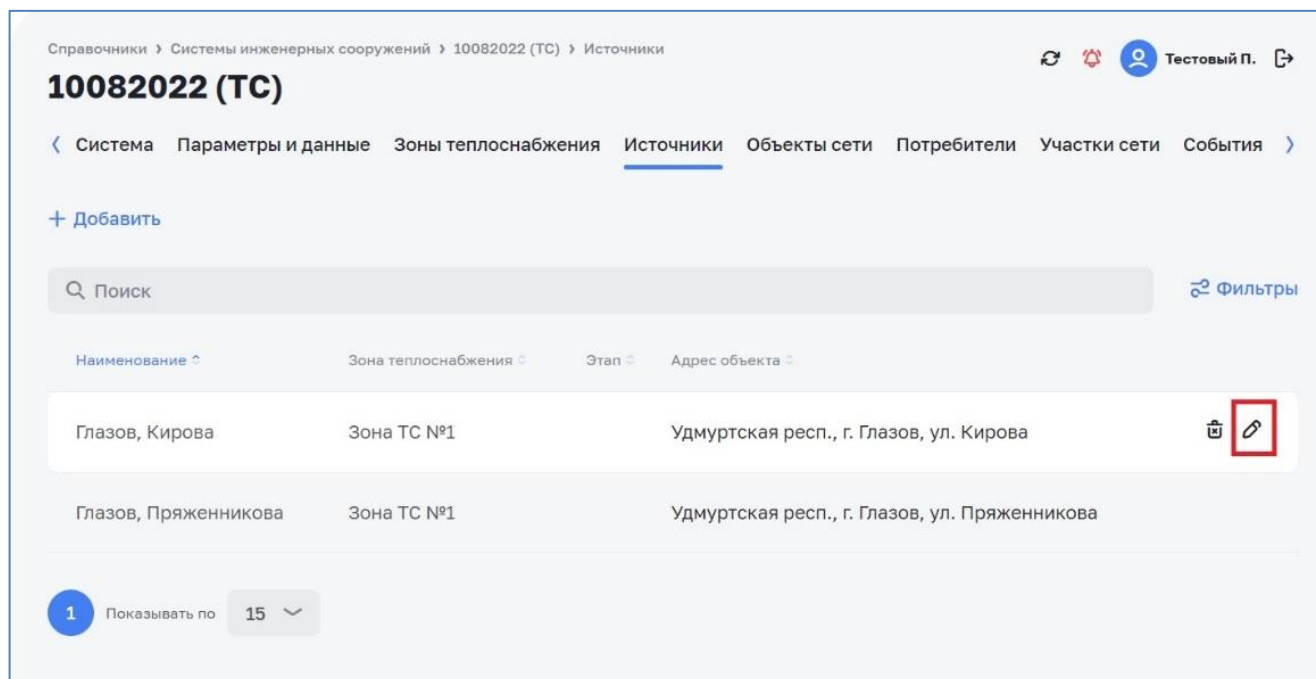 Справочники › Системы инженерных сооружений › 10082022 (ТС) › Источники
Тестовый П.
10082022 (ТС)
Система Параметры и данные Зоны теплоснабжения Источники Объекты сети Потребители Участки сети События
+ Добавить
Поиск
Фильтры
Наименование Зона теплоснабжения Этап Адрес объекта
Глазов, Кирова Зона ТС №1 Удмуртская респ., г. Глазов, ул. Кирова
Глазов, Пряженникова Зона ТС №1 Удмуртская респ., г. Глазов, ул. Пряженникова
1 Показывать по 15